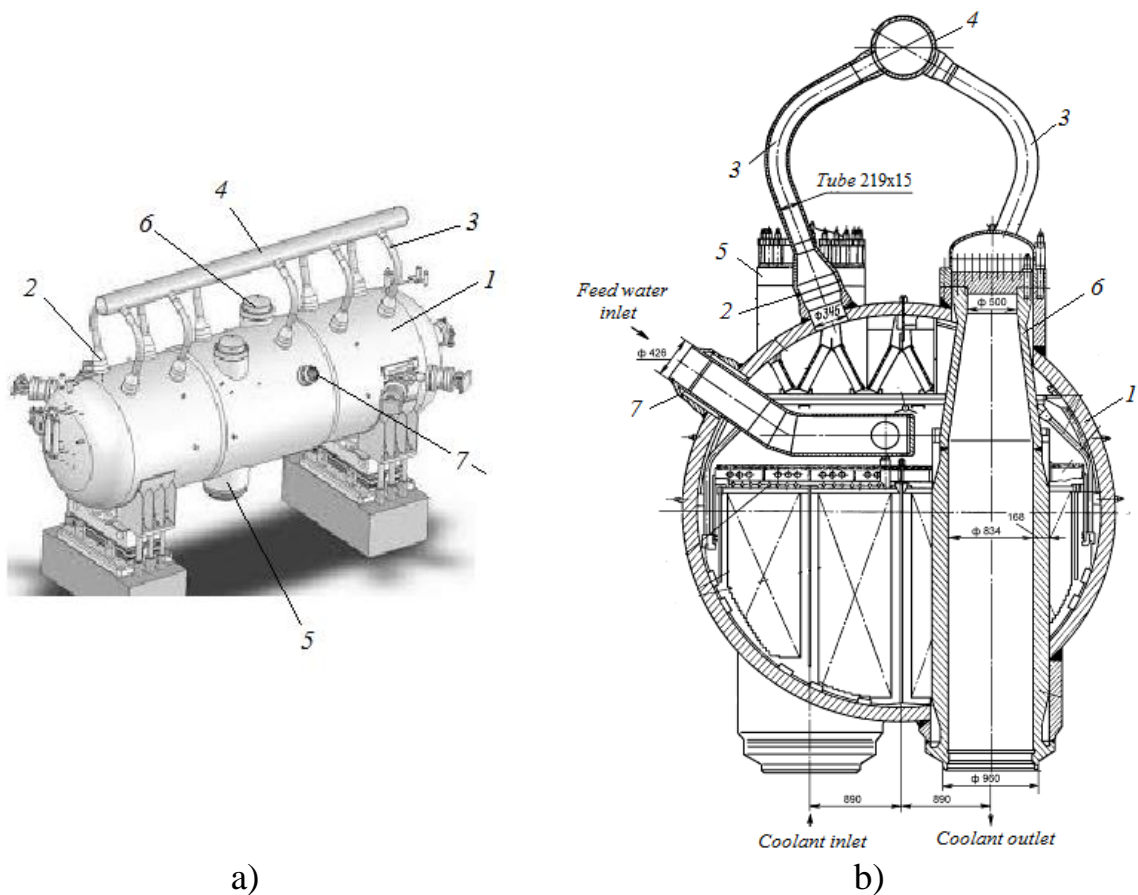 4
6
3
2
1
7
5
a)
4
3
3
Tube 219x15
5
Feed water
inlet
2
ф345
ф 500
6
ф 426
7
1
168
ф 834
ф 960
890
890
Coolant inlet
Coolant outlet
b)